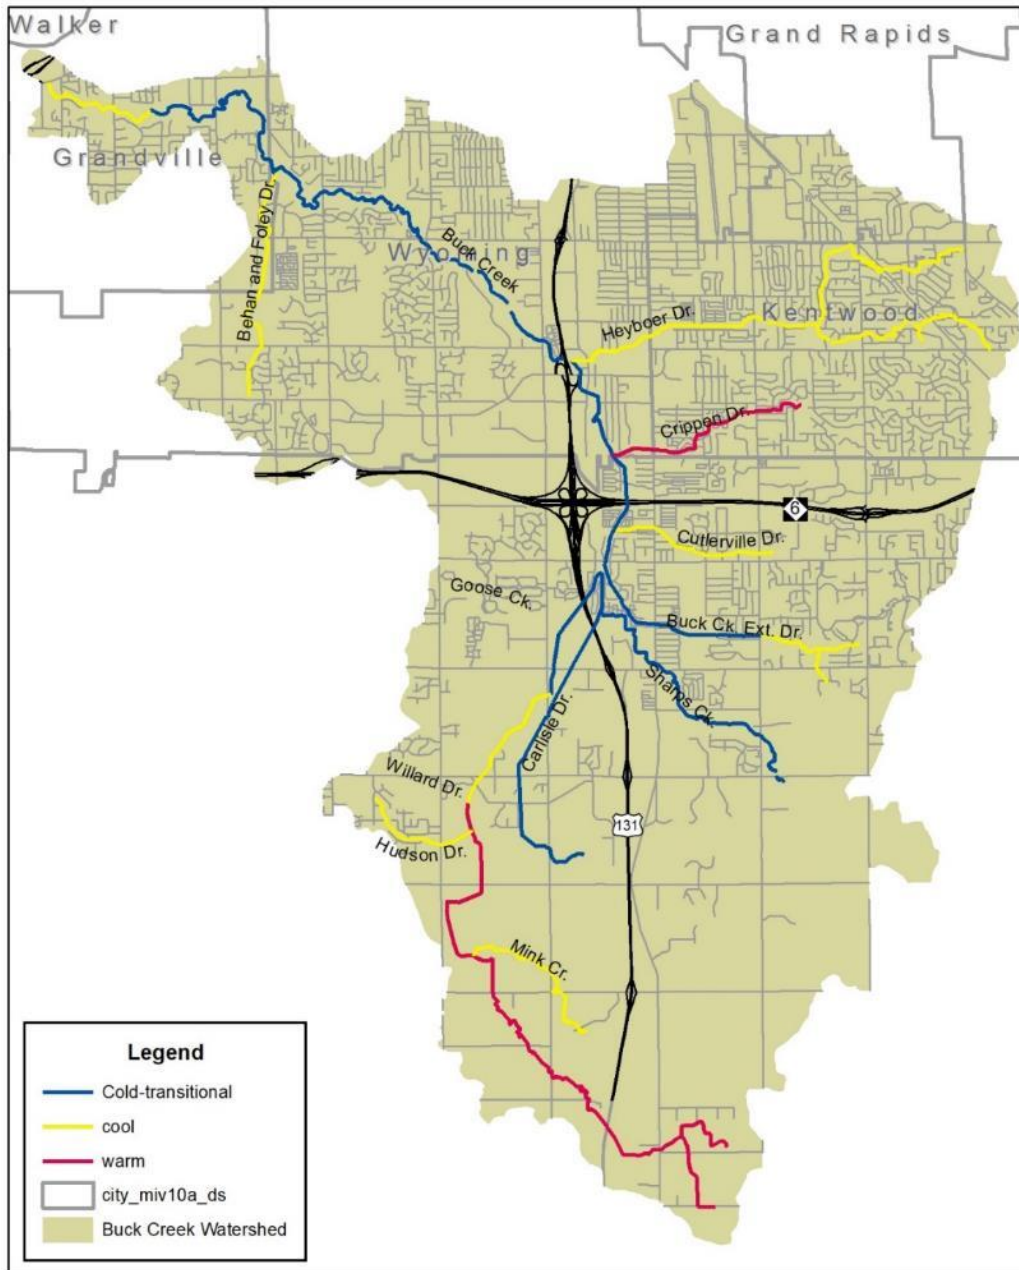 Walker
Grand Rapids
Grandville
Behan and Foley Dr.
Wyoming
Buck Creek
Heyboer Dr.
Kentwood
Crippen Dr.
6
Cutlerville Dr.
Goose Ck.
Buck Ck. Ext. Dr.
Sharps Ck.
Carlisle Dr.
Willard Dr.
131
Hudson Dr.
Mink Cr.
Legend
Cold-transitional
cool
warm
city_miv10a_ds
Buck Creek Watershed